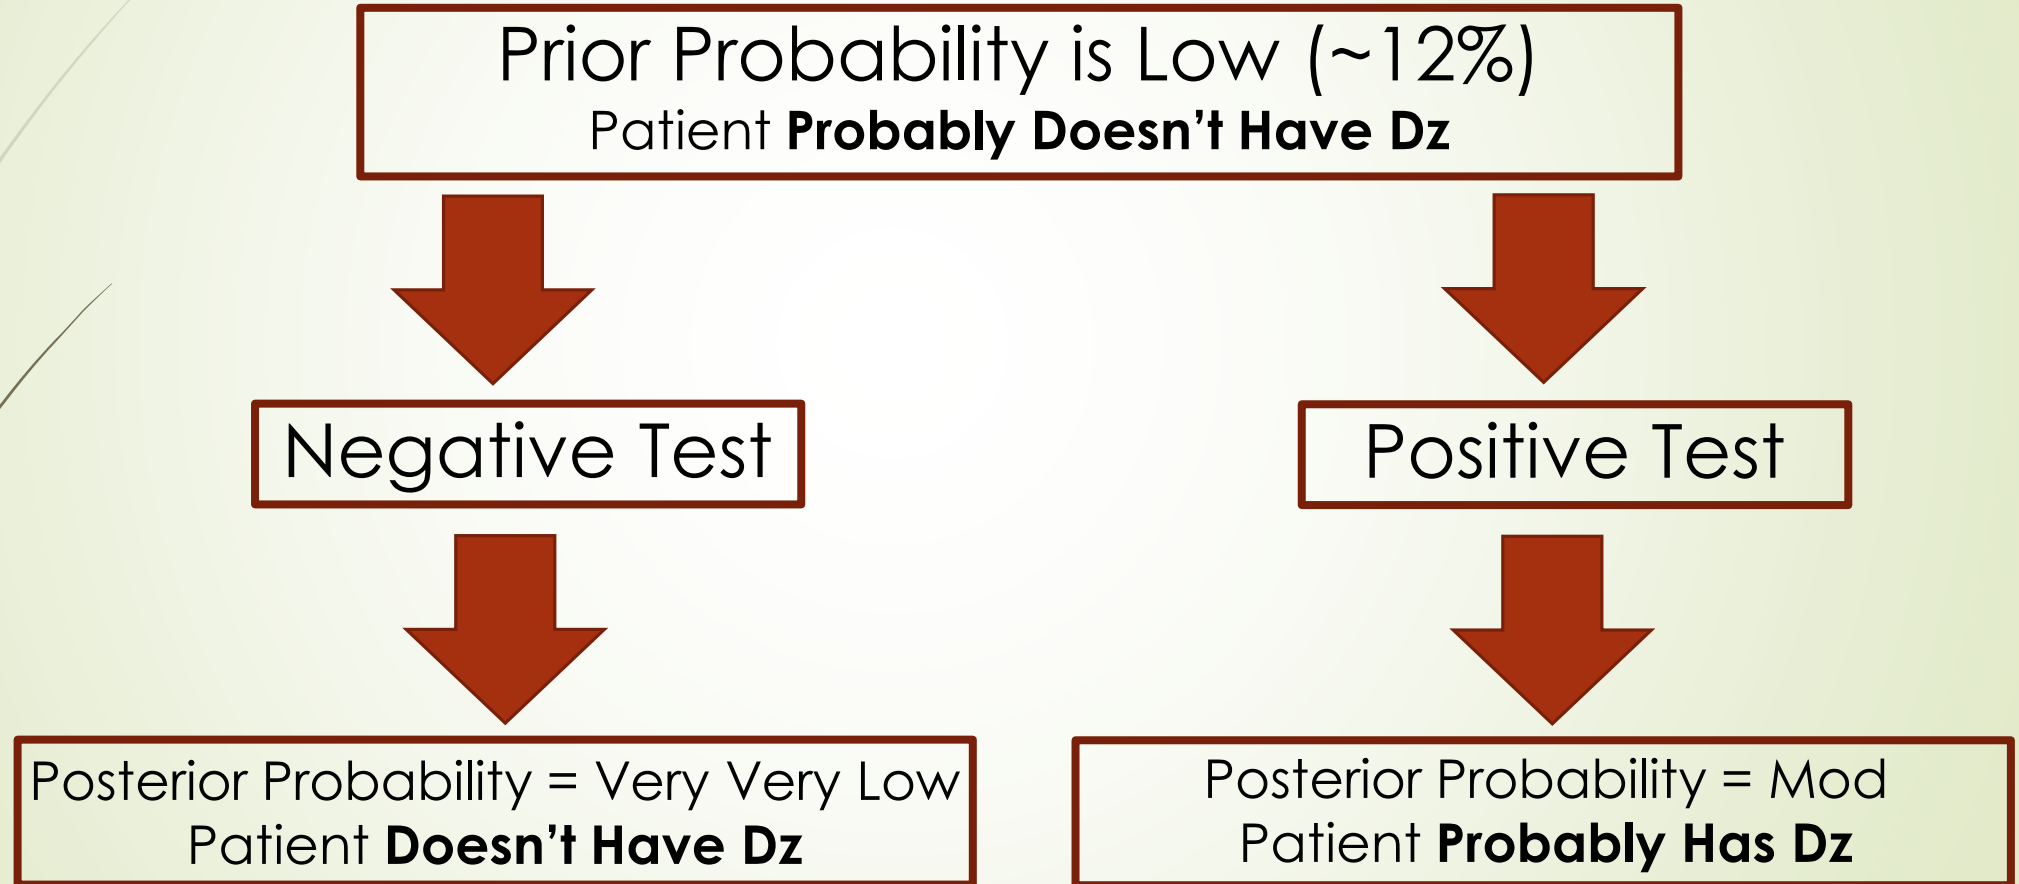 Prior Probability is Low (~12%)
Patient Probably Doesn’t Have Dz
Negative Test
Positive Test
Posterior Probability = Very Very Low
Patient Doesn’t Have Dz
Posterior Probability = Mod
Patient Probably Has Dz